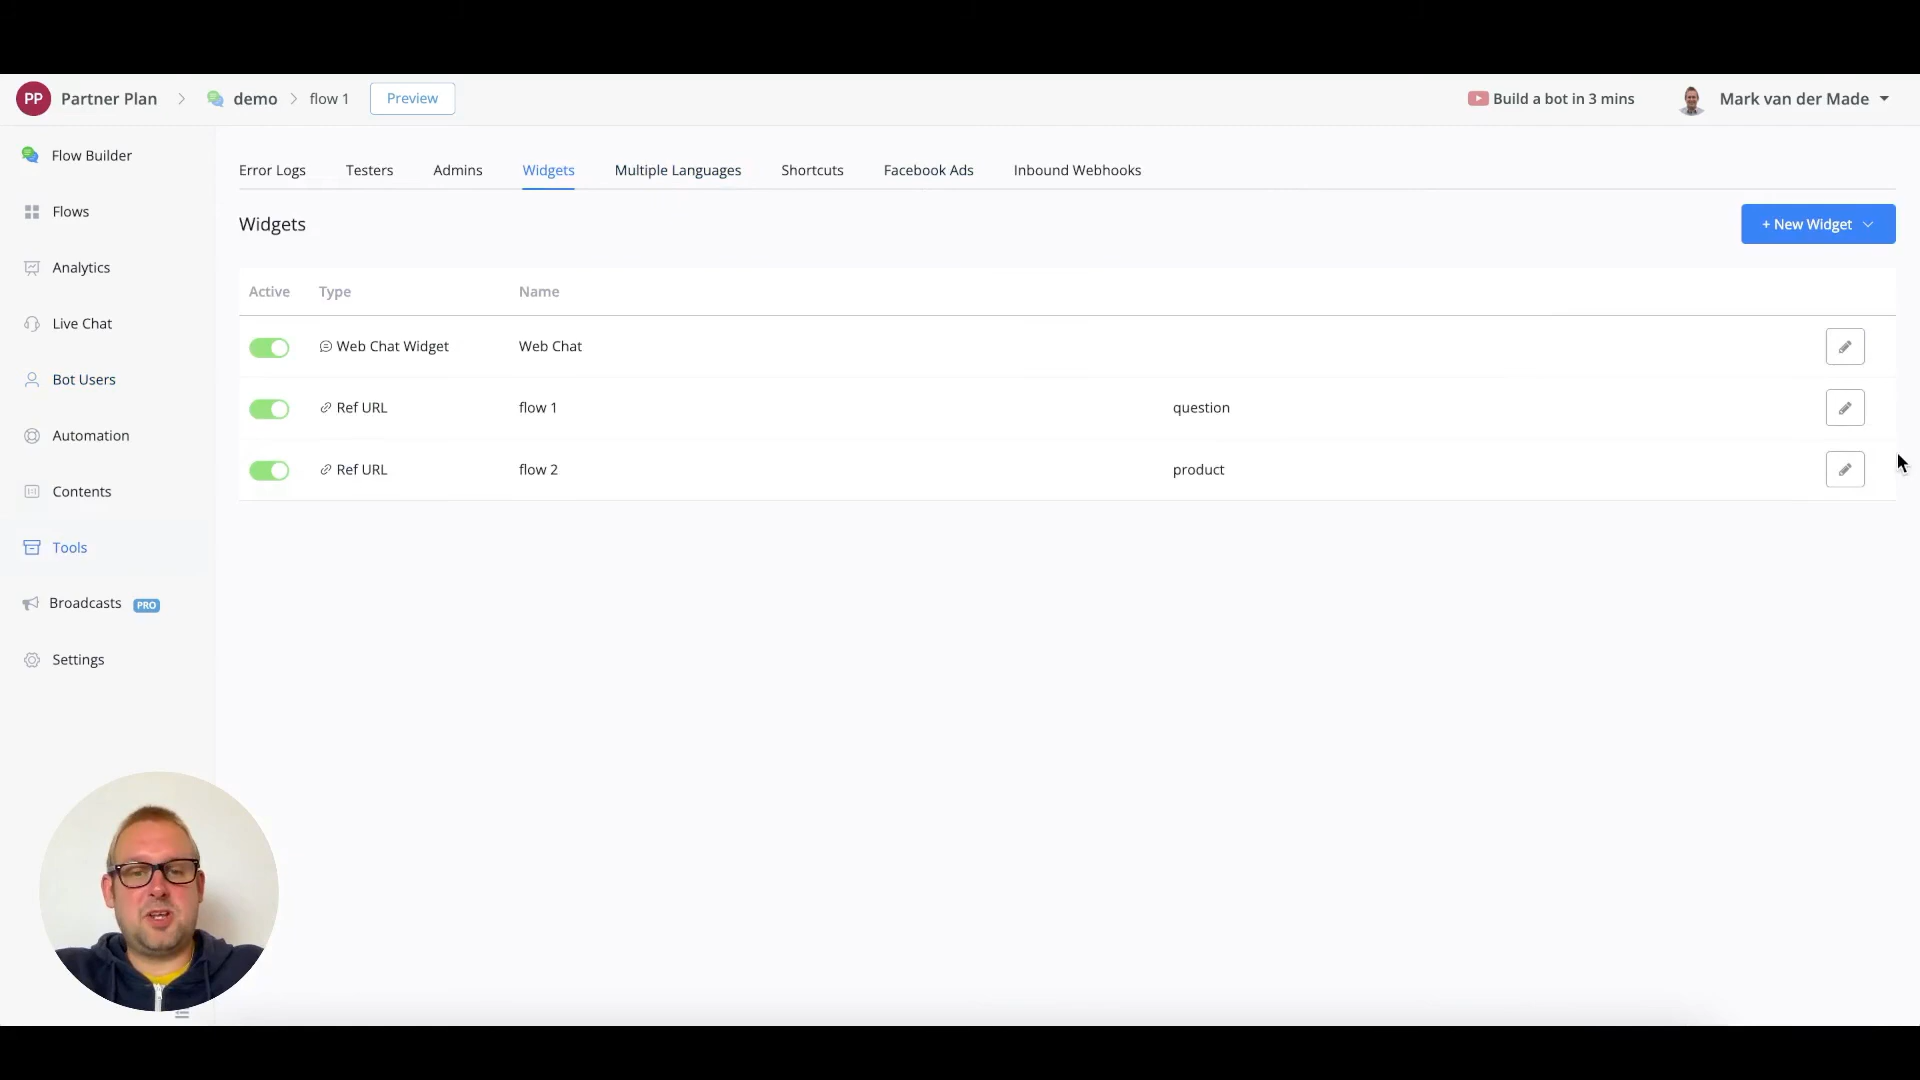 PP Partner Plan demo flow 1 Preview Build a bot in 3 mins Mark van der Made
Flow Builder
Flows
Analytics
Live Chat
Bot Users
Automation
Contents
Tools
Broadcasts PRO
Settings
Error Logs Testers Admins Widgets Multiple Languages Shortcuts Facebook Ads Inbound Webhooks
Widgets + New Widget
Active Type Name
Web Chat Widget Web Chat
Ref URL flow 1 question
Ref URL flow 2 product